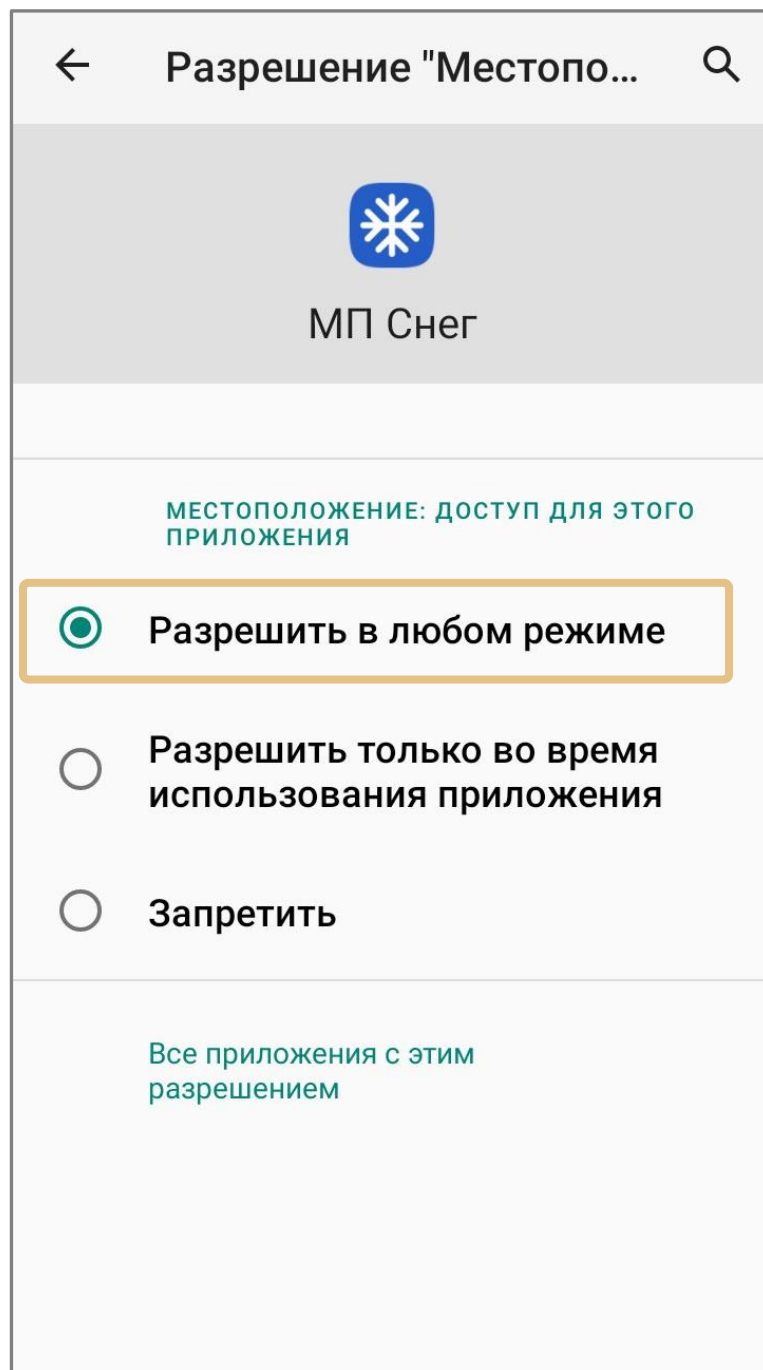 Разрешение "Местопо...
МП Снег
МЕСТОПОЛОЖЕНИЕ: ДОСТУП ДЛЯ ЭТОГО
ПРИЛОЖЕНИЯ
Разрешить в любом режиме
Разрешить только во время
использования приложения
Запретить
Все приложения с этим
разрешением